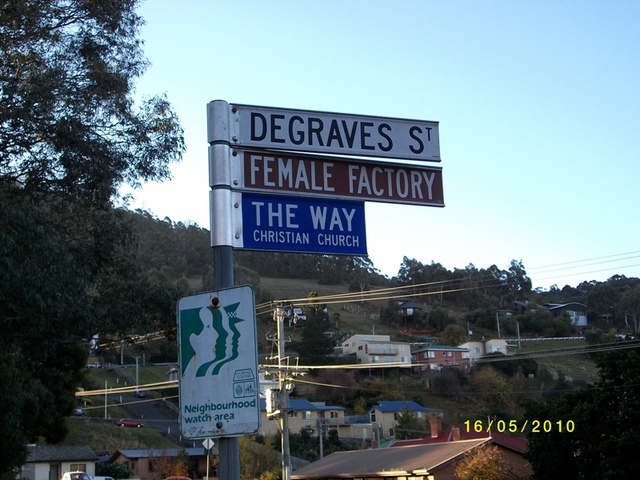 DEGRAVES ST
FEMALE FACTORY
THE WAY
CHRISTIAN CHURCH
Neighbourhood
watch area
16/05/2010